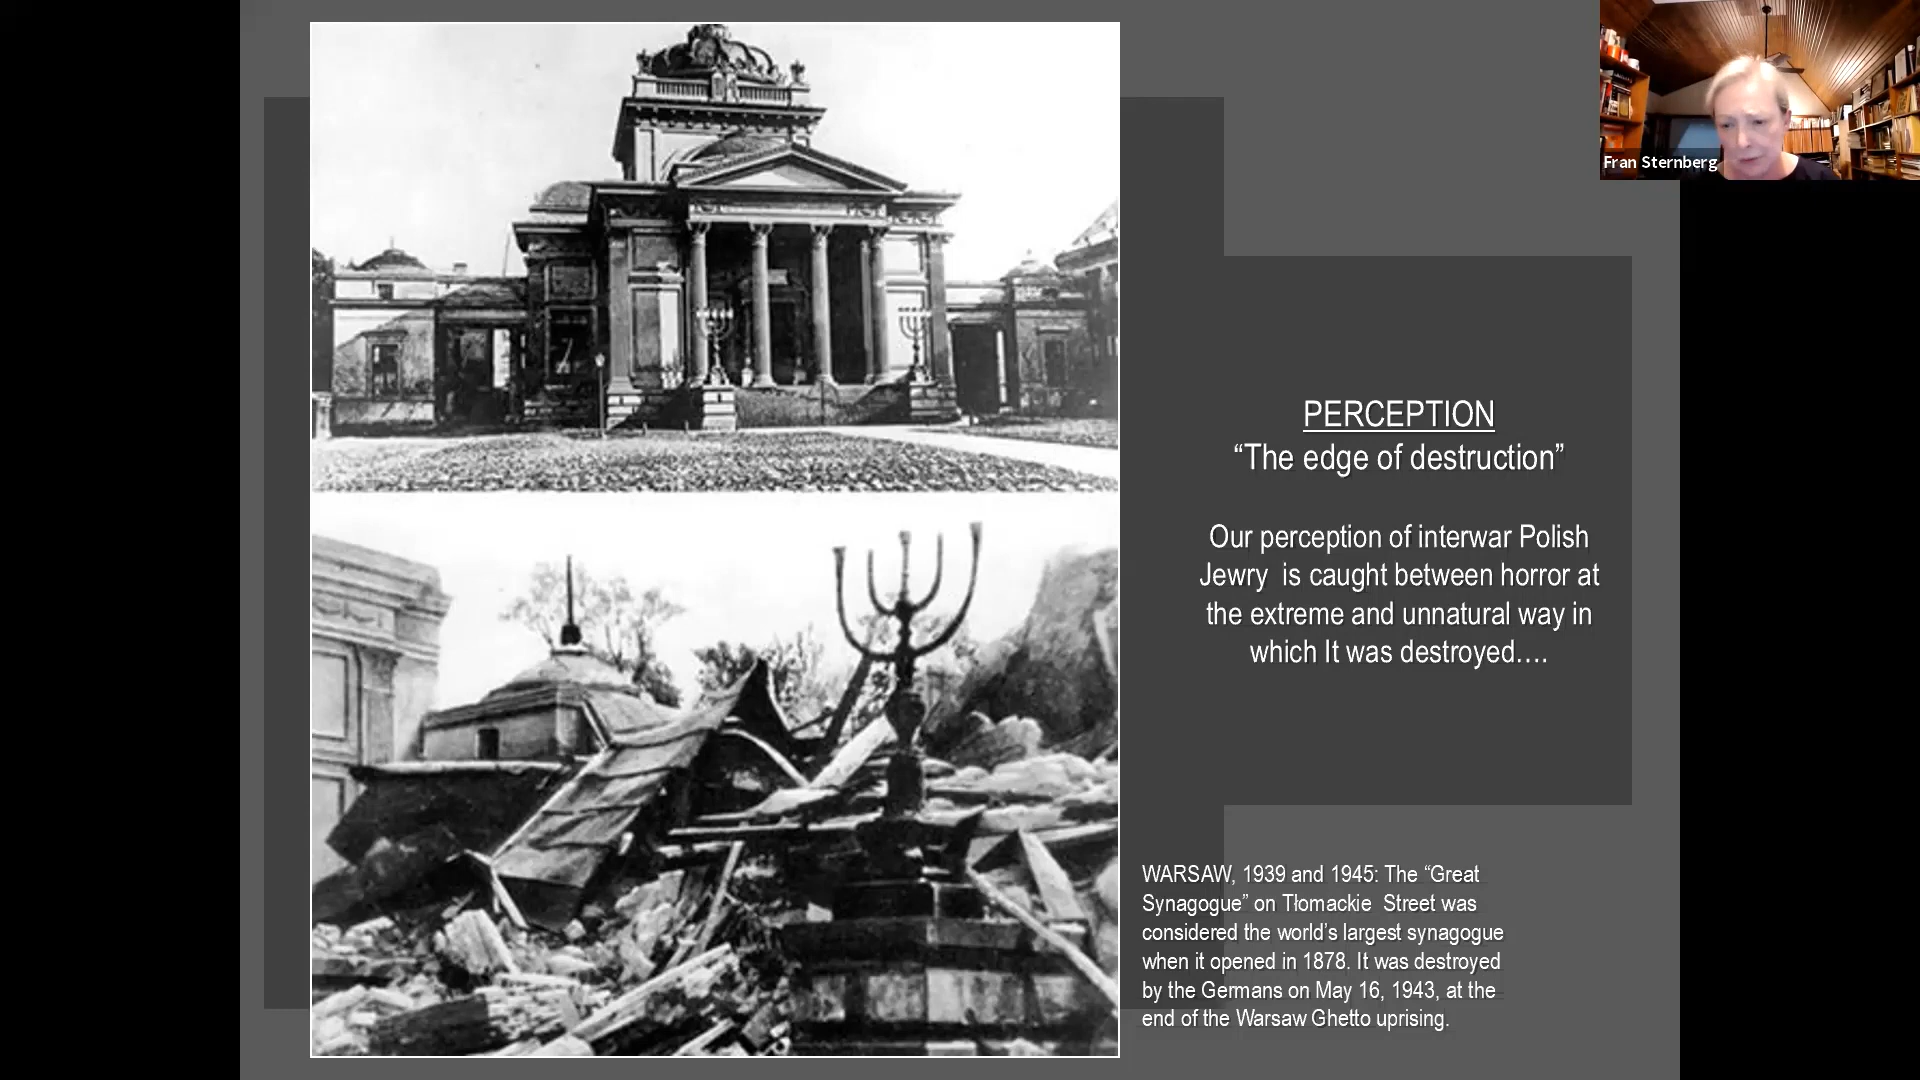 Fran Sternberg
PERCEPTION
“The edge of destruction”
Our perception of interwar Polish
Jewry  is caught between horror at
the extreme and unnatural way in
which It was destroyed….
WARSAW, 1939 and 1945: The “Great
Synagogue” on Tłomackie  Street was
considered the world’s largest synagogue
when it opened in 1878. It was destroyed
by the Germans on May 16, 1943, at the
end of the Warsaw Ghetto uprising.